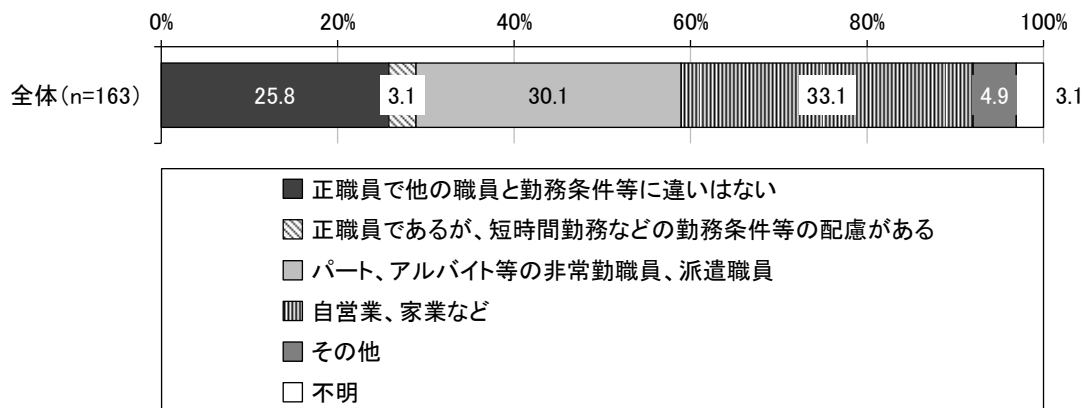 0% 20% 40% 60% 80% 100%
全体(n=163) 25.8 3.1 30.1 33.1 4.9 3.1
正職員で他の職員と勤務条件等に違いはない
正職員であるが、短時間勤務などの勤務条件等の配慮がある
パート、アルバイト等の非常勤職員、派遣職員
自営業、家業など
その他
不明